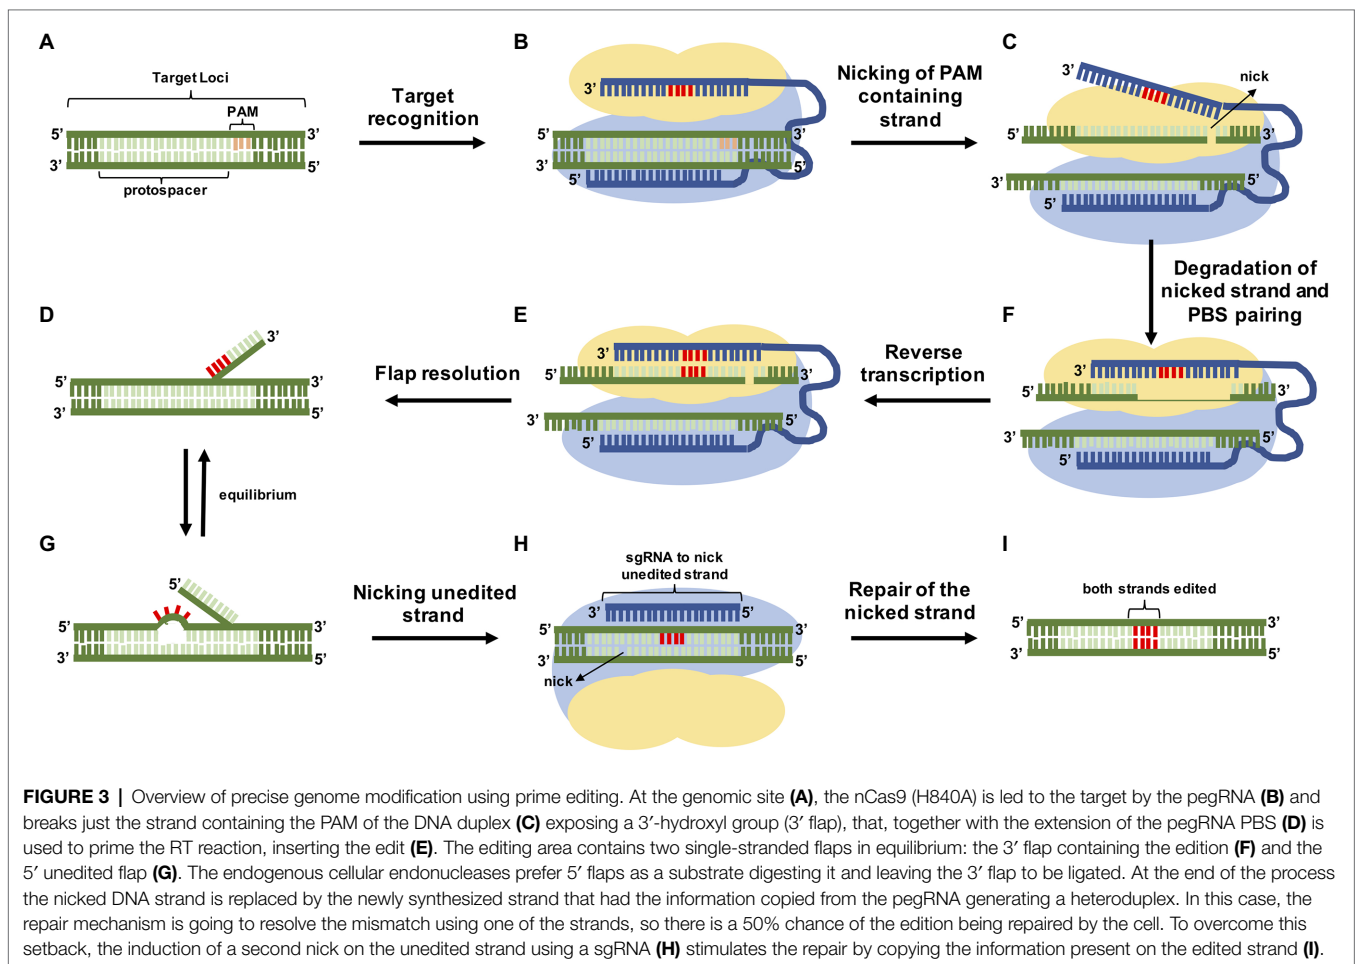 A
Target Loci
PAM
5’
3’
3’
5’
protospacer
Target
recognition
B
3’
5’
3’
3’
5’
5’
Nicking of PAM
containing
strand
C
3’
nick
5’
3’
3’
5’
5’
Degradation of
nicked strand and
PBS pairing
D
3’
5’
3’
3’
5’
Flap resolution
E
3’
5’
3’
3’
5’
5’
Reverse
transcription
F
3’
5’
3’
3’
5’
5’
equilibrium
G
5’
5’
3’
3’
5’
Nicking unedited
strand
H
sgRNA to nick
unedited strand
3’
5’
5’
3’
3’
5’
nick
Repair of the
nicked strand
I
both strands edited
5’
3’
3’
5’
FIGURE 3 | Overview of precise genome modification using prime editing. At the genomic site (A), the nCas9 (H840A) is led to the target by the pegRNA (B) and
breaks just the strand containing the PAM of the DNA duplex (C) exposing a 3′-hydroxyl group (3′ flap), that, together with the extension of the pegRNA PBS (D) is
used to prime the RT reaction, inserting the edit (E). The editing area contains two single-stranded flaps in equilibrium: the 3′ flap containing the edition (F) and the
5′ unedited flap (G). The endogenous cellular endonucleases prefer 5′ flaps as a substrate digesting it and leaving the 3′ flap to be ligated. At the end of the process
the nicked DNA strand is replaced by the newly synthesized strand that had the information copied from the pegRNA generating a heteroduplex. In this case, the
repair mechanism is going to resolve the mismatch using one of the strands, so there is a 50% chance of the edition being repaired by the cell. To overcome this
setback, the induction of a second nick on the unedited strand using a sgRNA (H) stimulates the repair by copying the information present on the edited strand (I).